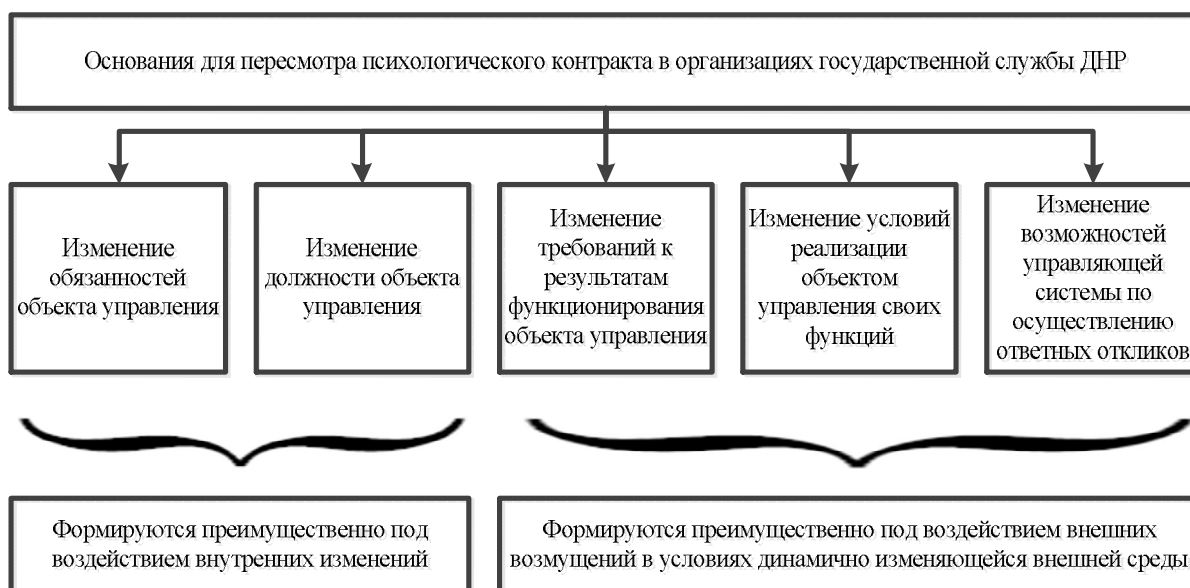 Основания для пересмотра психологического контракта в организациях государственной службы ДНР
Изменение
обязанностей
объекта управления
Изменение
должности объекта
управления
Изменение
требований к
результатам
функционирования
объекта управления
Изменение условий
реализации
объектом
управления своих
функций
Изменение
возможностей
управляющей
системы по
осуществлению
ответных откликов
Формируются преимущественно под
воздействием внутренних изменений
Формируются преимущественно под воздействием внешних
возмущений в условиях динамично изменяющейся внешней среды